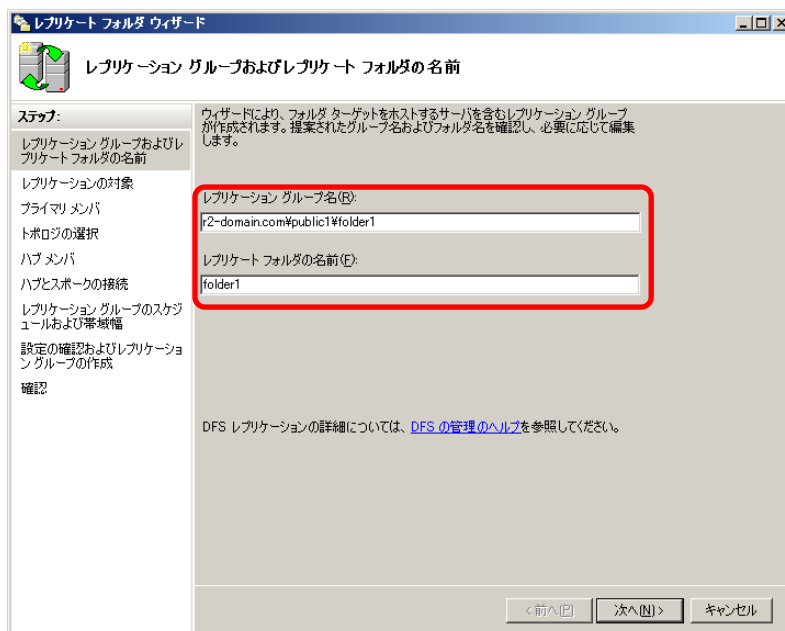 レプリケート フォルダ ウィザード
レプリケーション グループおよびレプリケート フォルダの名前
ステップ:
レプリケーション グループおよびレ
プリケート フォルダの名前
レプリケーションの対象
プライマリ メンバ
トポロジの選択
ハブ メンバ
ハブとスポークの接続
レプリケーション グループのスケジ
ュールおよび帯域幅
設定の確認およびレプリケーショ
ン グループの作成
確認
ウィザードにより、フォルダ ターゲットをホストするサーバを含むレプリケーション グループ
が作成されます。提案されたグループ名およびフォルダ名を確認し、必要に応じて編集
します。
レプリケーション グループ名(R):
r2-domain.com¥public1¥folder1
レプリケート フォルダの名前(F):
folder1
DFS レプリケーションの詳細については、DFS の管理のヘルプを参照してください。
< 前へ(P)
次へ(N) >
キャンセル